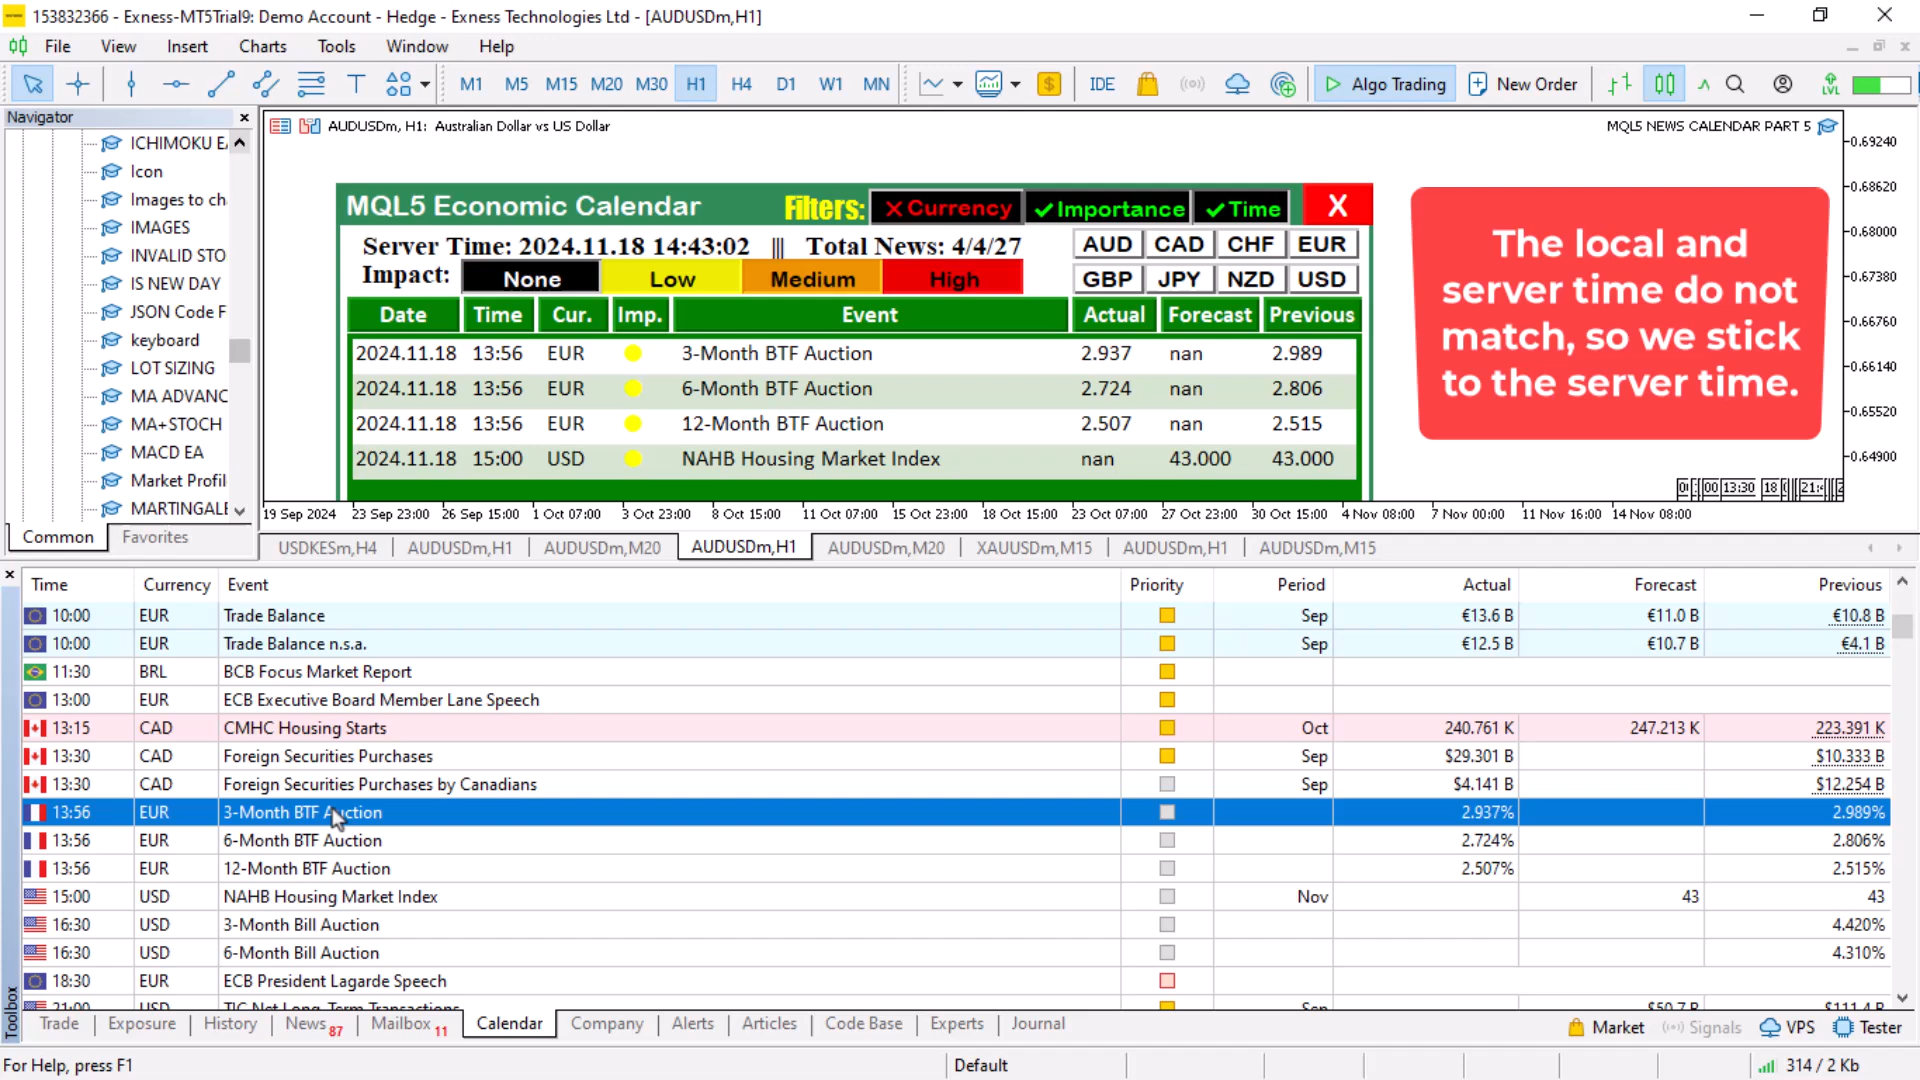 153832366 - Exness-MT5Trial9: Demo Account - Hedge - Exness Technologies Ltd - [AUDUSDm,H1]
File View Insert Charts Tools Window Help
M1 M5 M15 M20 M30 H1 H4 D1 W1 MN IDE Algo Trading New Order LVL
Navigator
ICHIMOKU E
Icon
Images to ch
IMAGES
INVALID STO
IS NEW DAY
JSON Code F
keyboard
LOT SIZING
MA ADVANC
MA+STOCH
MACD EA
Market Profil
MARTINGALE
Common Favorites
AUDUSDm, H1: Australian Dollar vs US Dollar
MQL5 NEWS CALENDAR PART 5
MQL5 Economic Calendar Filters: Currency Importance Time X
Server Time: 2024.11.18 14:43:02 ||| Total News: 4/4/27
AUD CAD CHF EUR
Impact: None Low Medium High
GBP JPY NZD USD
Date Time Cur. Imp. Event Actual Forecast Previous
2024.11.18 13:56 EUR 3-Month BTF Auction 2.937 nan 2.989
2024.11.18 13:56 EUR 6-Month BTF Auction 2.724 nan 2.806
2024.11.18 13:56 EUR 12-Month BTF Auction 2.507 nan 2.515
2024.11.18 15:00 USD NAHB Housing Market Index nan 43.000 43.000
The local and
server time do not
match, so we stick
to the server time.
0.69240
0.68620
0.68000
0.67380
0.66760
0.66140
0.65520
0.64900
13:30
19 Sep 2024 23 Sep 23:00 26 Sep 15:00 1 Oct 07:00 3 Oct 23:00 8 Oct 15:00 11 Oct 07:00 15 Oct 23:00 18 Oct 15:00 23 Oct 07:00 27 Oct 23:00 30 Oct 15:00 4 Nov 08:00 7 Nov 00:00 11 Nov 16:00 14 Nov 08:00
USDKESm,H4 AUDUSDm,H1 AUDUSDm,M20 AUDUSDm,H1 AUDUSDm,M20 XAUUSDm,M15 AUDUSDm,H1 AUDUSDm,M15
Time Currency Event Priority Period Actual Forecast Previous
10:00 EUR Trade Balance Sep €13.6 B €11.0 B €10.8 B
10:00 EUR Trade Balance n.s.a. Sep €12.5 B €10.7 B €4.1 B
11:30 BRL BCB Focus Market Report
13:00 EUR ECB Executive Board Member Lane Speech
13:15 CAD CMHC Housing Starts Oct 240.761 K 247.213 K 223.391 K
13:30 CAD Foreign Securities Purchases Sep $29.301 B $10.333 B
13:30 CAD Foreign Securities Purchases by Canadians Sep $4.141 B $12.254 B
13:56 EUR 3-Month BTF Auction 2.937% 2.989%
13:56 EUR 6-Month BTF Auction 2.724% 2.806%
13:56 EUR 12-Month BTF Auction 2.507% 2.515%
15:00 USD NAHB Housing Market Index Nov 43 43
16:30 USD 3-Month Bill Auction 4.420%
16:30 USD 6-Month Bill Auction 4.310%
18:30 EUR ECB President Lagarde Speech
21:00 USD TIC Net Long-Term Transactions Sep $50.7 B $111.4 B
Toolbox
Trade Exposure History News 87 Mailbox 11 Calendar Company Alerts Articles Code Base Experts Journal Market Signals VPS Tester
For Help, press F1 Default 314 / 2 Kb